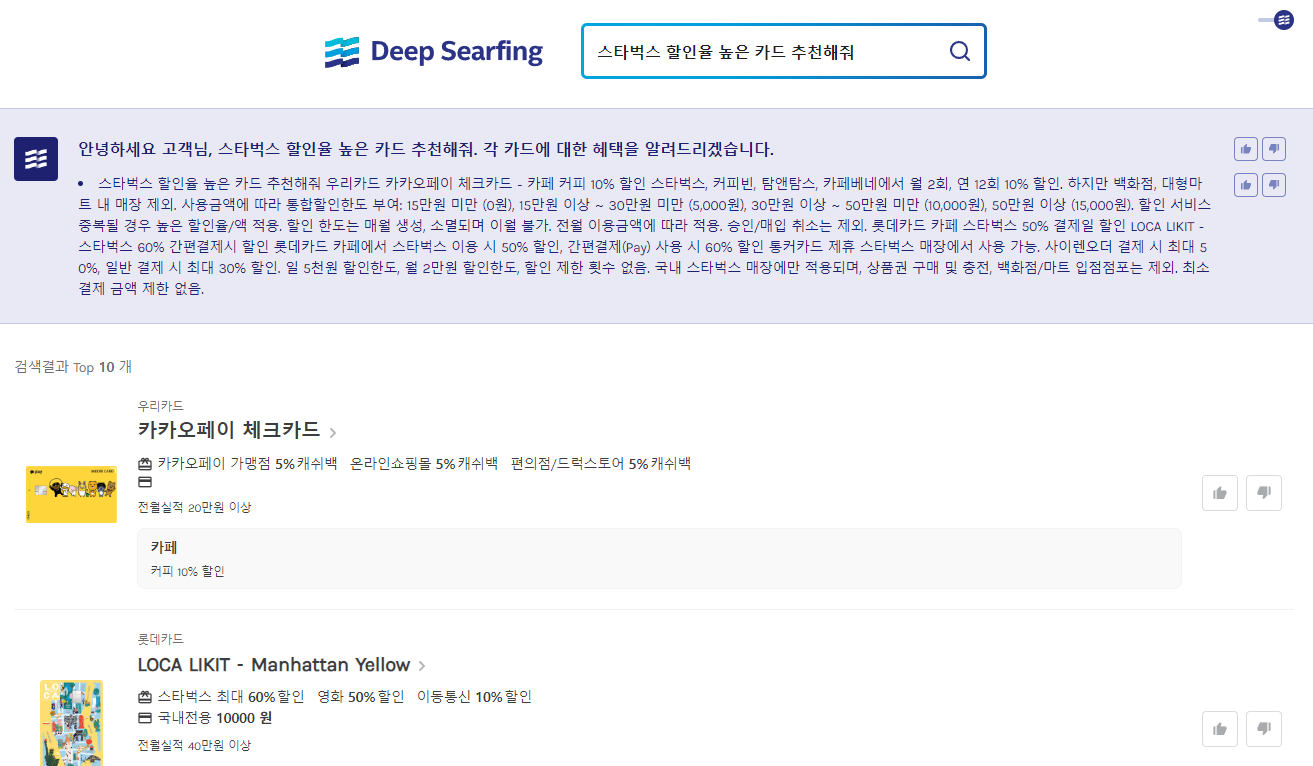 Deep Searfing
스타벅스 할인율 높은 카드 추천해줘
안녕하세요 고객님, 스타벅스 할인율 높은 카드 추천해줘. 각 카드에 대한 혜택을 알려드리겠습니다.
• 스타벅스 할인율 높은 카드 추천해줘 우리카드 카카오페이 체크카드 - 카페 커피 10% 할인 스타벅스, 커피빈, 탐앤탐스, 카페베네에서 월 2회, 연 12회 10% 할인. 하지만 백화점, 대형마
트 내 매장 제외. 사용금액에 따라 통합할인한도 부여: 15만원 미만 (0원), 15만원 이상 ~ 30만원 미만 (5,000원), 30만원 이상 ~ 50만원 미만 (10,000원), 50만원 이상 (15,000원). 할인 서비스
중복될 경우 높은 할인율/액 적용. 할인 한도는 매월 생성, 소멸되며 이월 불가. 전월 이용금액에 따라 적용. 승인/매입 취소는 제외. 롯데카드 카페 스타벅스 50% 결제일 할인 LOCA LIKIT -
스타벅스 60% 간편결제시 할인 롯데카드 카페에서 스타벅스 이용 시 50% 할인, 간편결제(Pay) 사용 시 60% 할인 통커카드 제휴 스타벅스 매장에서 사용 가능. 사이렌오더 결제 시 최대 5
0%, 일반 결제 시 최대 30% 할인. 일 5천원 할인한도, 월 2만원 할인한도, 할인 제한 횟수 없음. 국내 스타벅스 매장에만 적용되며, 상품권 구매 및 충전, 백화점/마트 입점점포는 제외. 최소
결제 금액 제한 없음.
검색결과 Top 10 개
우리카드
카카오페이 체크카드
카카오페이 가맹점 5%캐쉬백 온라인쇼핑몰 5%캐쉬백 편의점/드럭스토어 5%캐쉬백
전월실적 20만원 이상
카페
커피 10% 할인
롯데카드
LOCA LIKIT - Manhattan Yellow
스타벅스 최대 60%할인 영화 50%할인 이동통신 10%할인
국내전용 10000 원
전월실적 40만원 이상